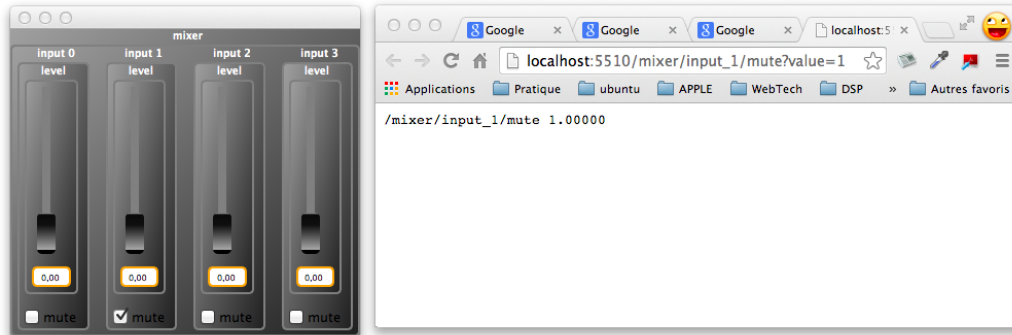 mixer
input 0 input 1 input 2 input 3
level level level level
0,00 0,00 0,00 0,00
mute mute mute mute
Google Google Google localhost:5
localhost:5510/mixer/input_1/mute?value=1
Applications Pratique ubuntu APPLE WebTech DSP » Autres favoris
/mixer/input_1/mute 1.00000